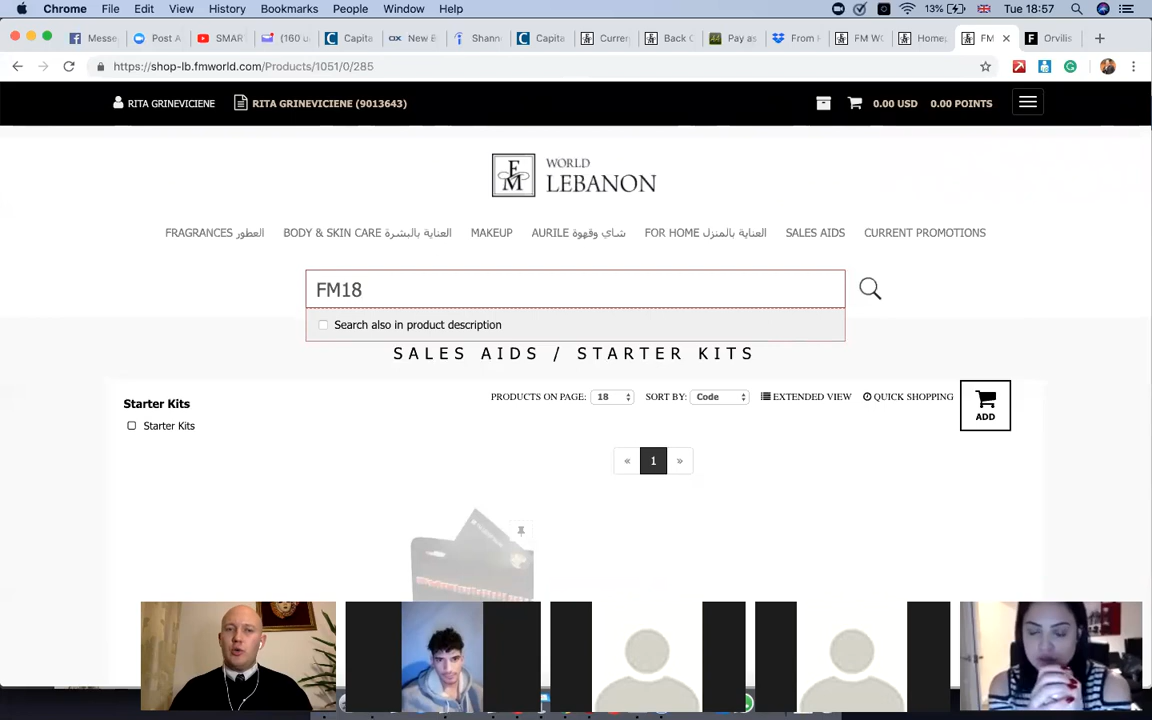 Chrome File Edit View History Bookmarks People Window Help 13% Tue 18:57
Messe Post A SMAR (160 u Capita New B Shann Capita Curren Back O Pay as From H FM WO Home FM Orvilis
https://shop-lb.fmworld.com/Products/1051/0/285
RITA GRINEVICIENE RITA GRINEVICIENE (9013643) 0.00 USD 0.00 POINTS
FM WORLD
LEBANON
FRAGRANCES العطور BODY & SKIN CARE العناية بالبشرة MAKEUP AURILE شاي وقهوة FOR HOME العناية بالمنزل SALES AIDS CURRENT PROMOTIONS
FM18
Search also in product description
SALES AIDS / STARTER KITS
Starter Kits PRODUCTS ON PAGE: 18 SORT BY: Code EXTENDED VIEW QUICK SHOPPING ADD
Starter Kits
« 1 »